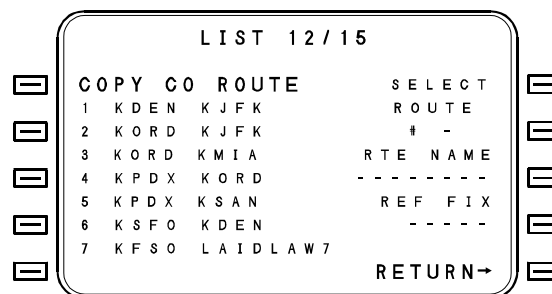 LIST 12/15
COPY CO ROUTE SELECT
1 KDEN KJFK ROUTE
2 KORD KJFK # -
3 KORD KMIA RTE NAME
4 KPDX KORD --------
5 KPDX KSAN REF FIX
6 KSFO KDEN -----
7 KFSO LAIDLAW7
RETURN→